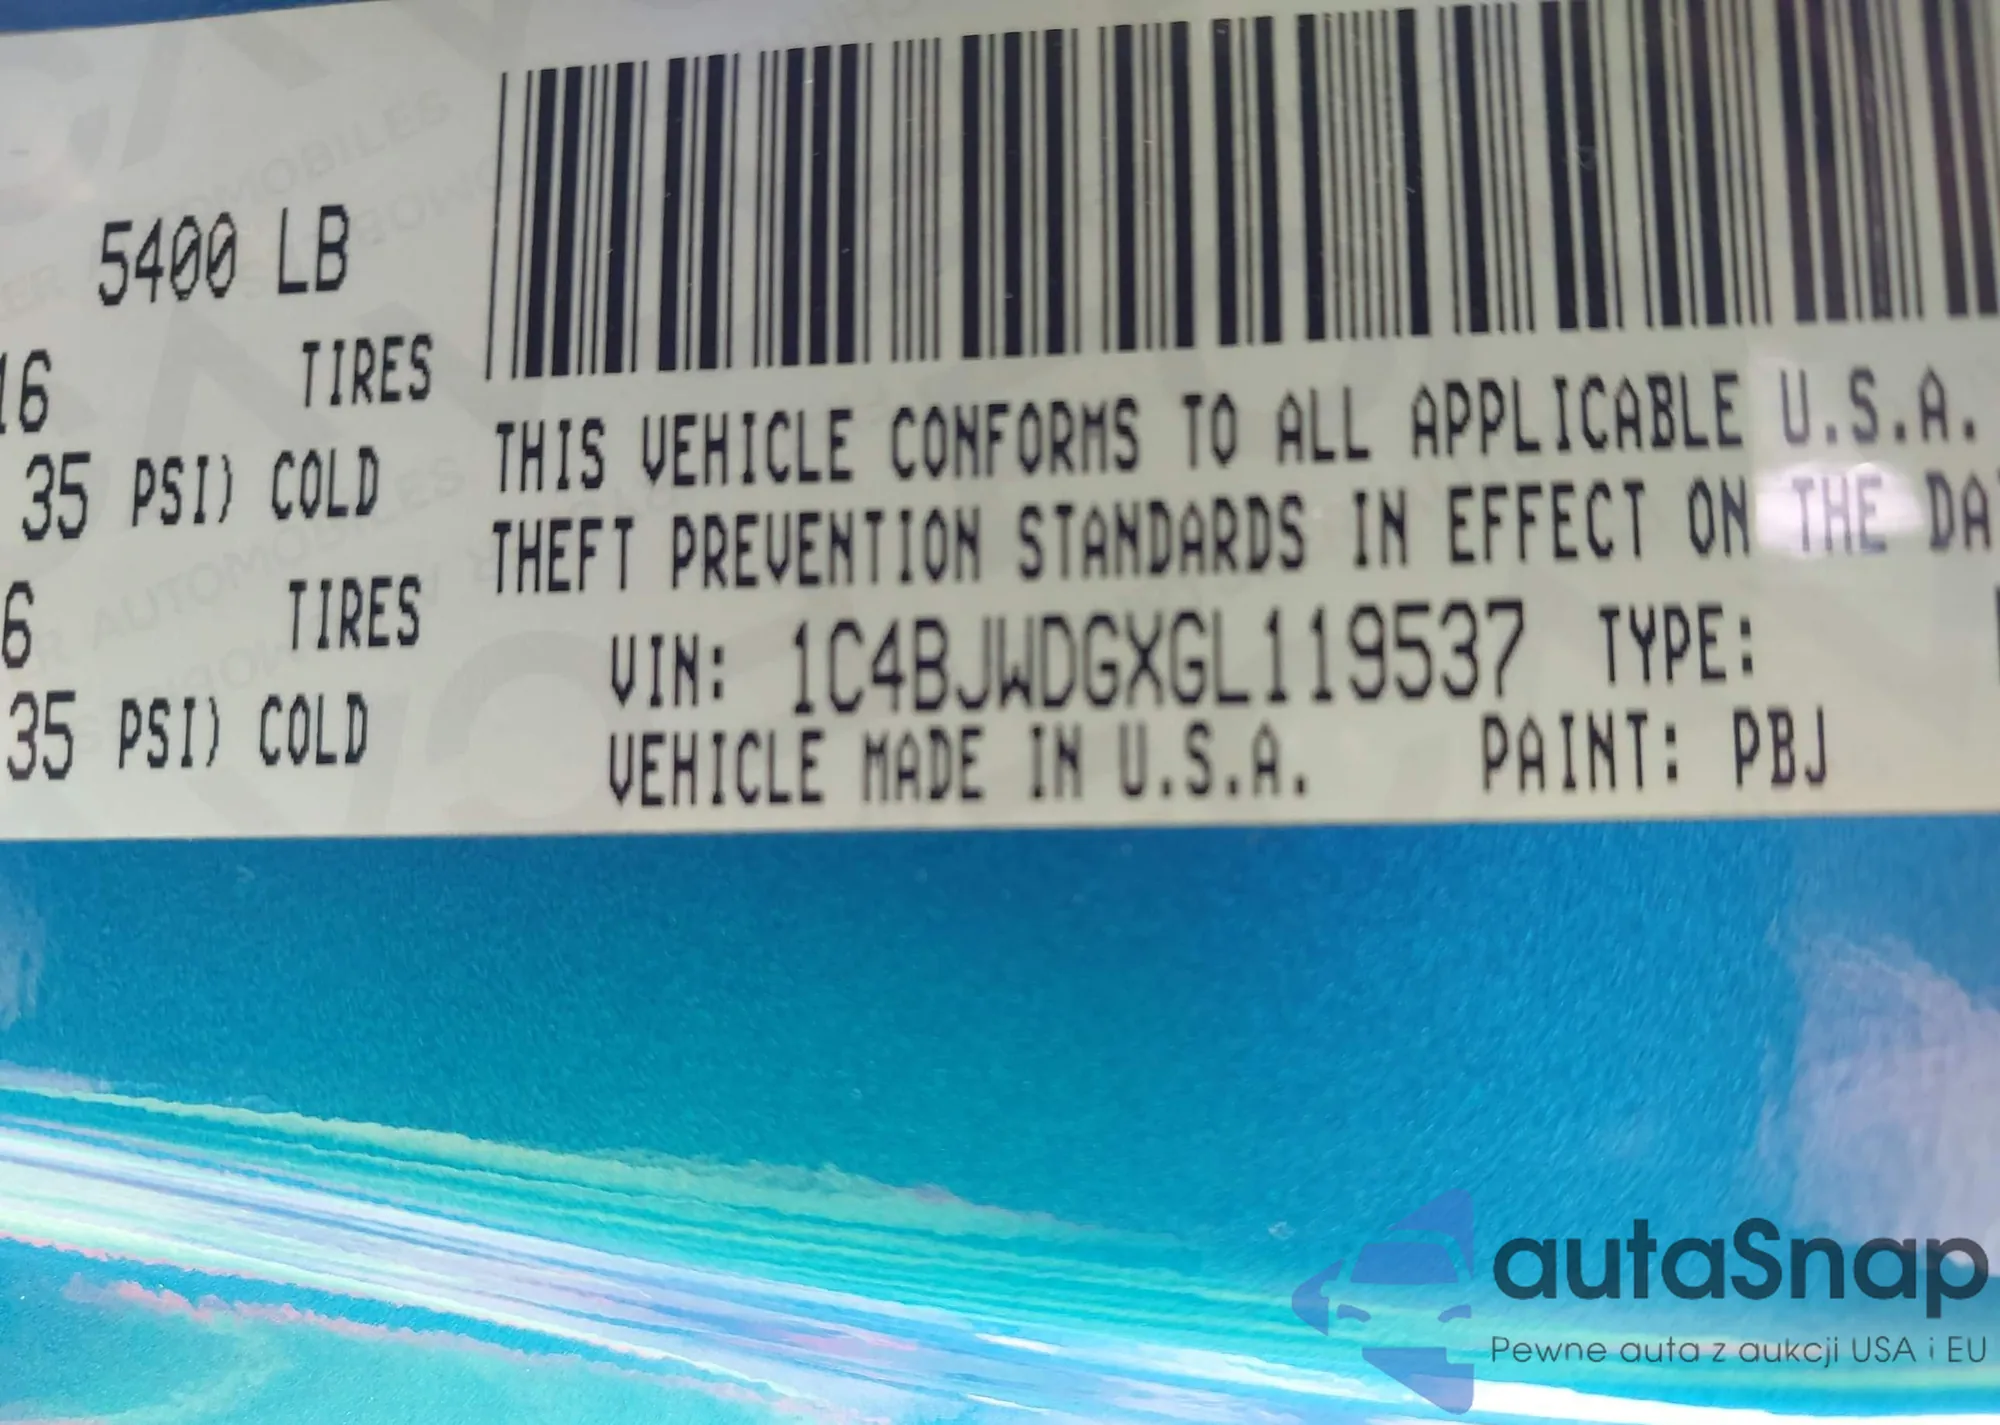 5400 LB
16 TIRES
35 PSI) COLD
6 TIRES
35 PSI) COLD
THIS VEHICLE CONFORMS TO ALL APPLICABLE U.S.A.
THEFT PREVENTION STANDARDS IN EFFECT ON THE DA
VIN: 1C4BJWDGXGL119537 TYPE:
VEHICLE MADE IN U.S.A. PAINT: PBJ
autaSnap
Pewne auta z aukcji USA i EU